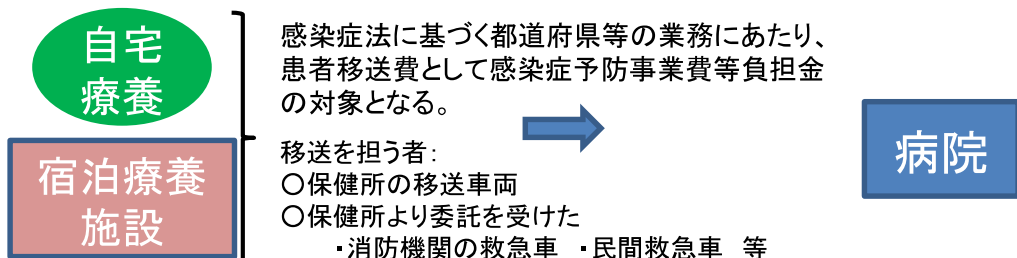 自宅
療養
宿泊療養
施設
感染症法に基づく都道府県等の業務にあたり、
患者移送費として感染症予防事業費等負担金
の対象となる。
移送を担う者：
○保健所の移送車両
○保健所より委託を受けた
・消防機関の救急車　・民間救急車　等
病院